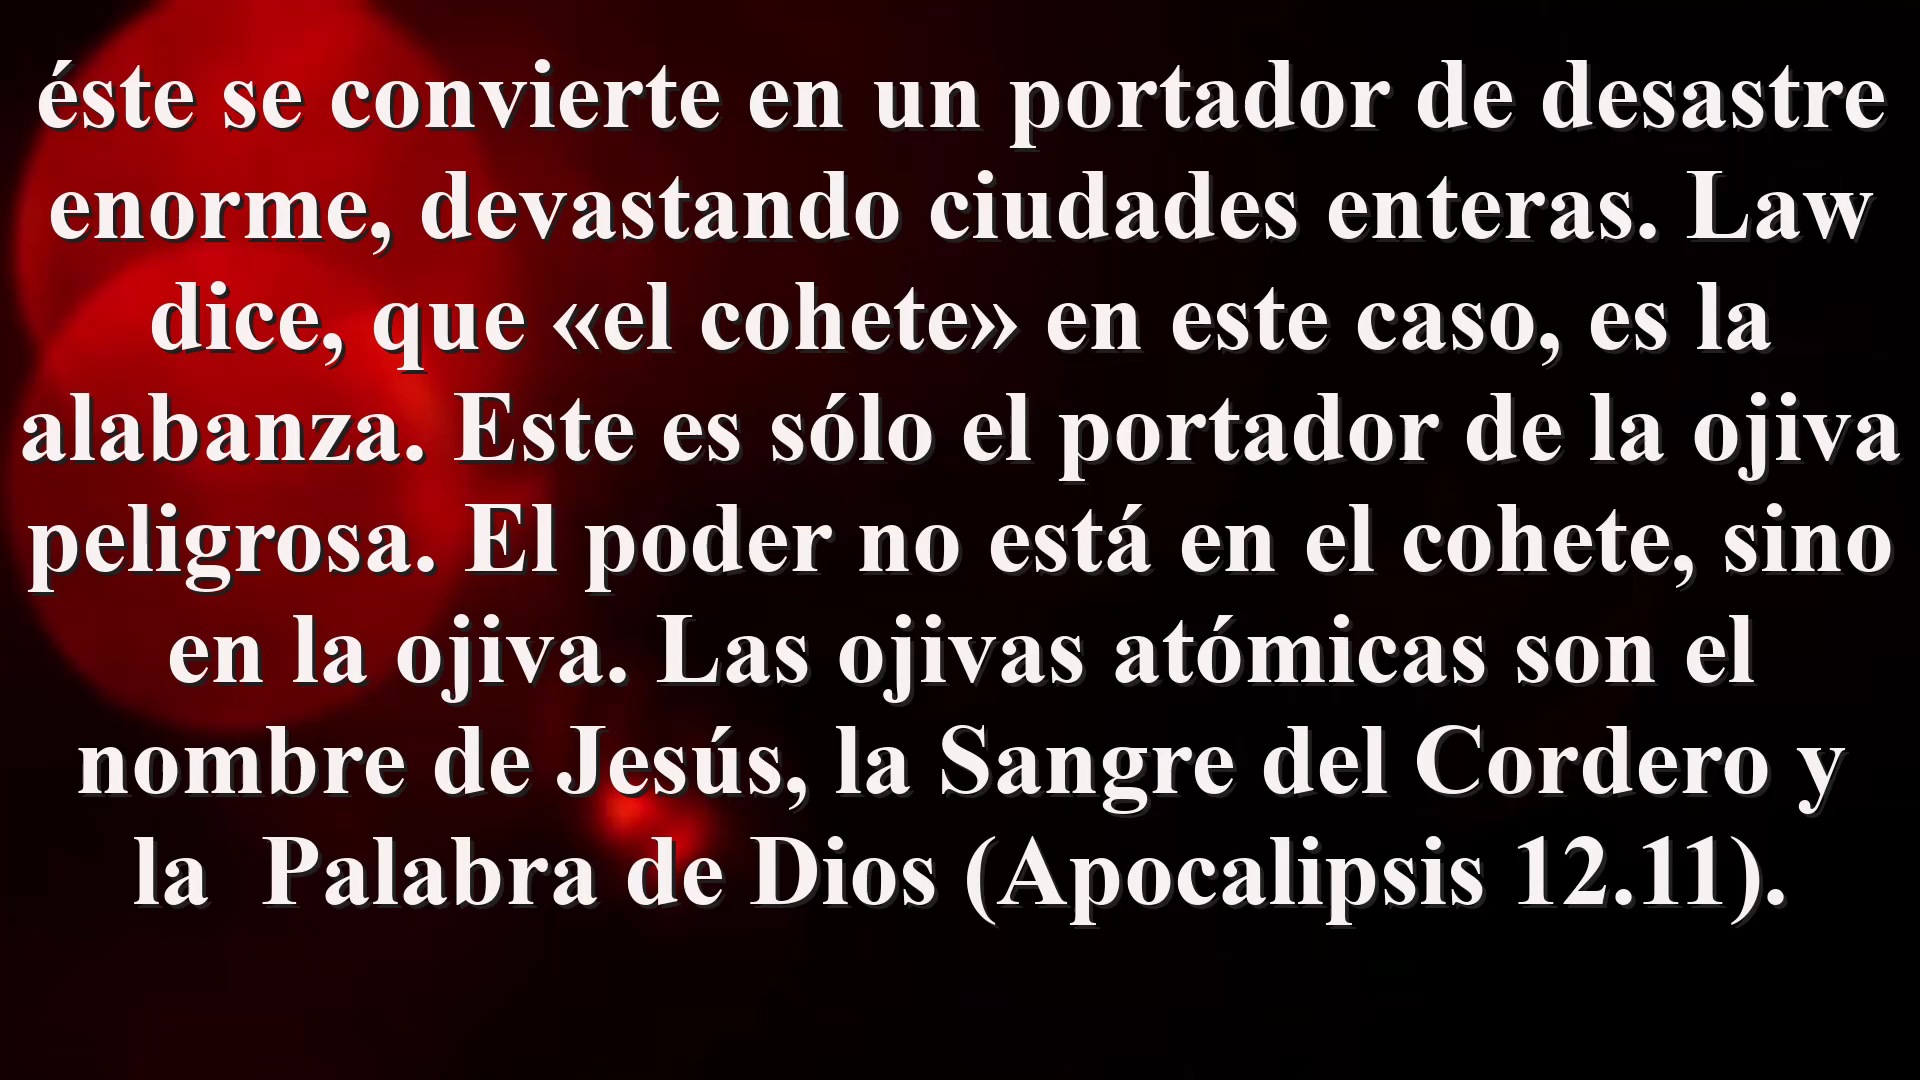 éste se convierte en un portador de desastre
enorme, devastando ciudades enteras. Law
dice, que «el cohete» en este caso, es la
alabanza. Este es sólo el portador de la ojiva
peligrosa. El poder no está en el cohete, sino
en la ojiva. Las ojivas atómicas son el
nombre de Jesús, la Sangre del Cordero y
la  Palabra de Dios (Apocalipsis 12.11).